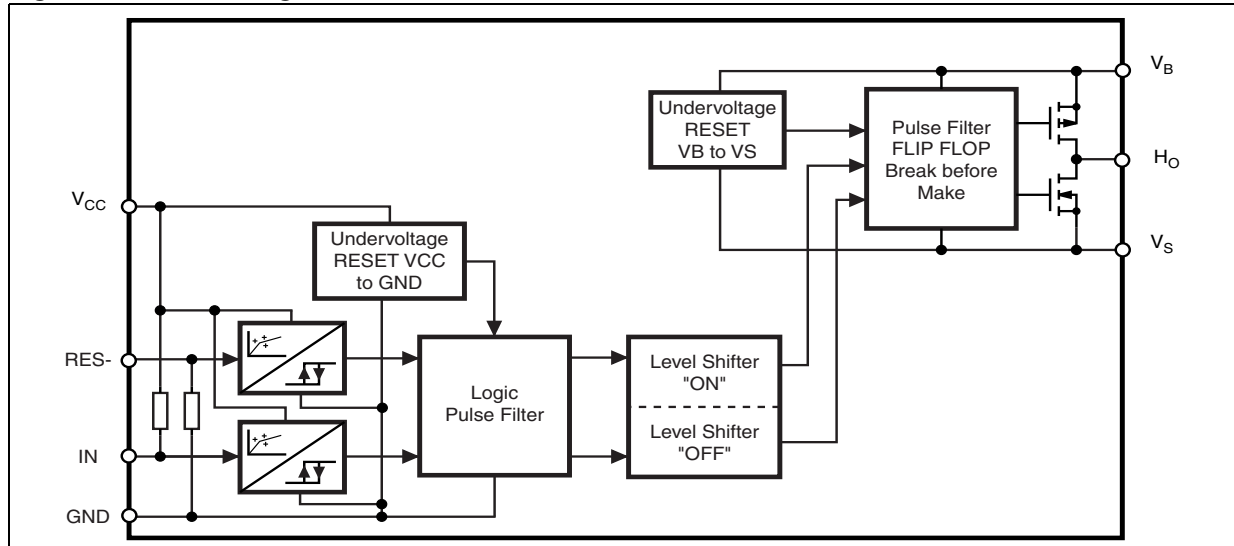 V_B
Undervoltage
RESET
VB to VS
Pulse Filter
FLIP FLOP
Break before
Make
H_O
V_S
V_CC
Undervoltage
RESET VCC
to GND
RES-
IN
GND
Logic
Pulse Filter
Level Shifter
"ON"
Level Shifter
"OFF"